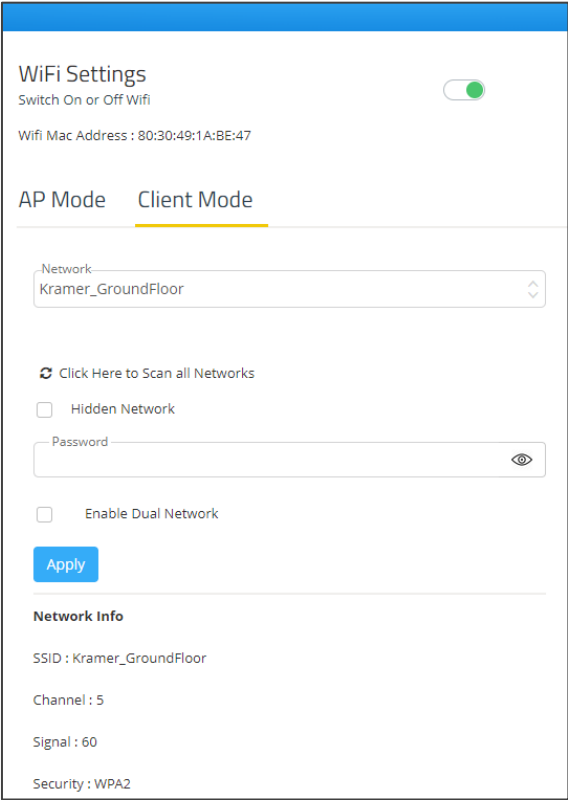 WiFi Settings
Switch On or Off Wifi
Wifi Mac Address : 80:30:49:1A:BE:47
AP Mode Client Mode
Network
Kramer_GroundFloor
Click Here to Scan all Networks
Hidden Network
Password
Enable Dual Network
Apply
Network Info
SSID : Kramer_GroundFloor
Channel : 5
Signal : 60
Security : WPA2